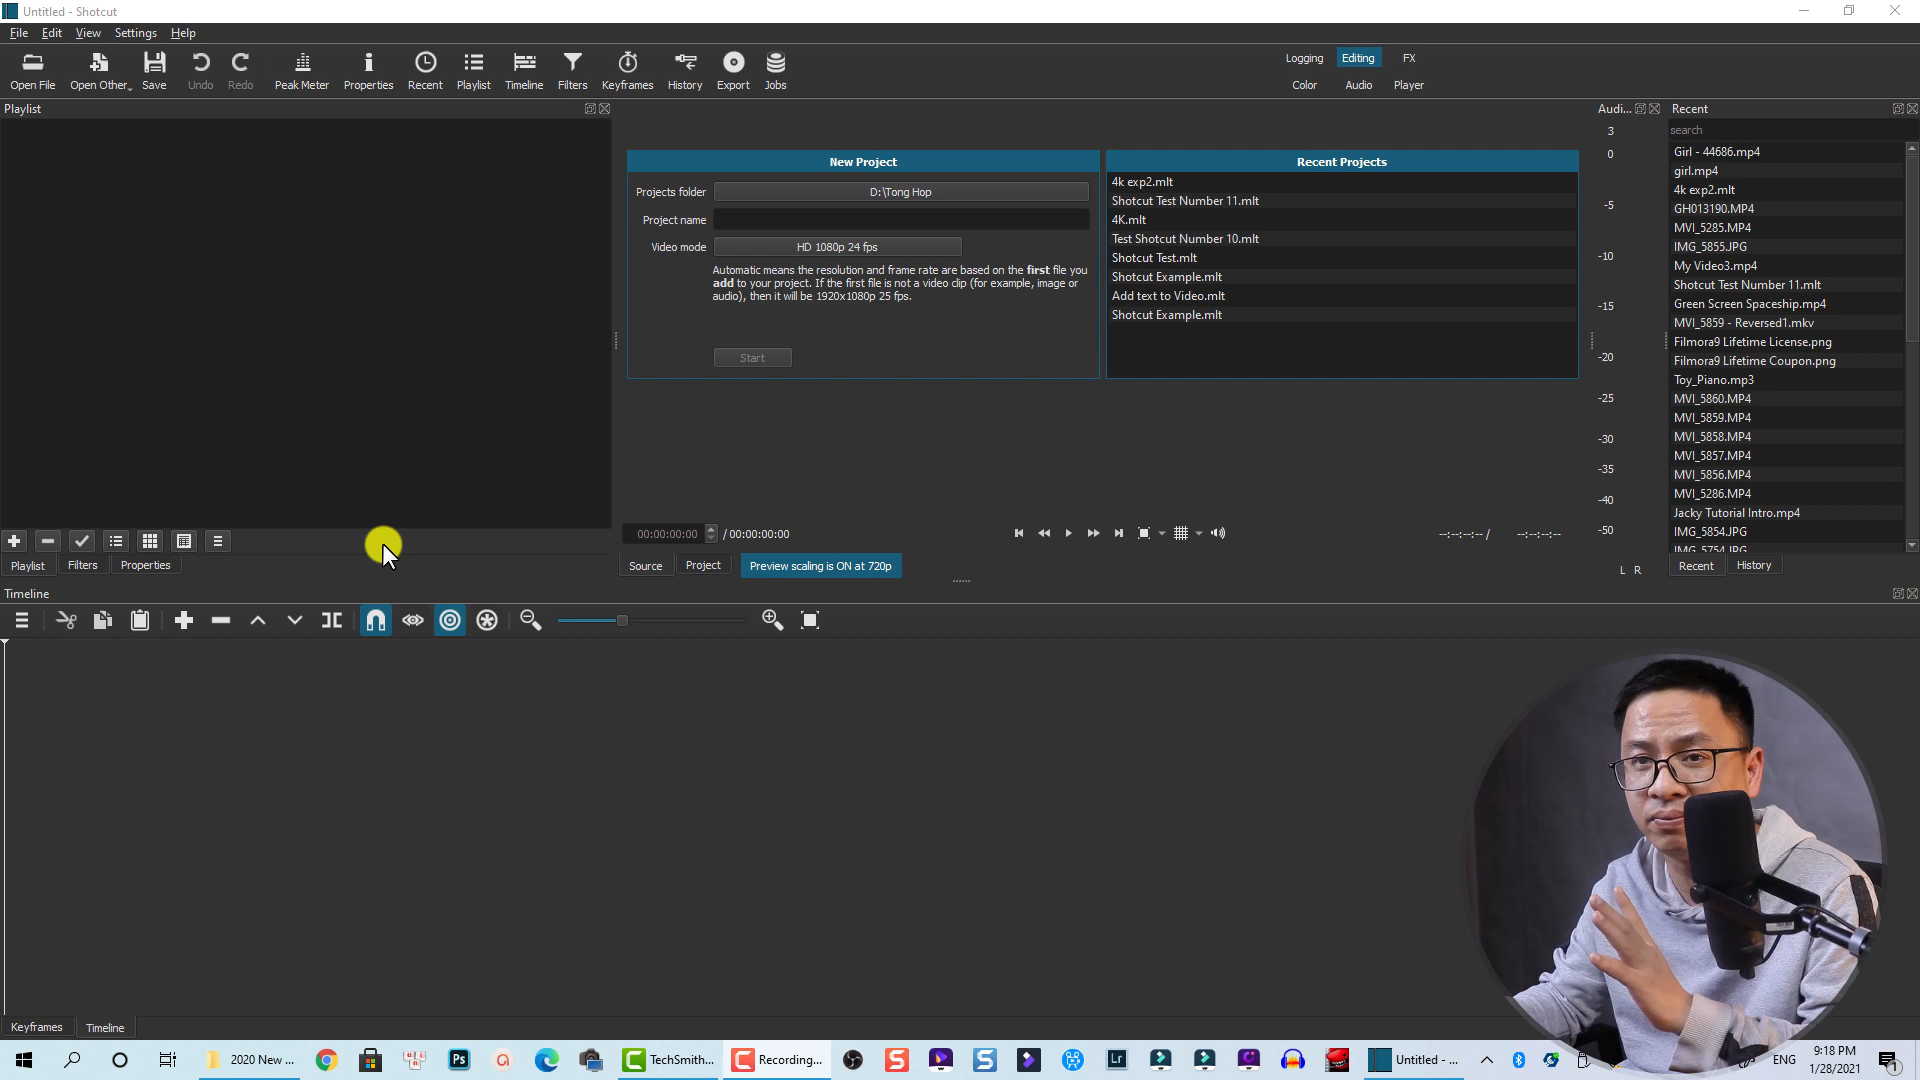 Untitled - Shotcut
File Edit View Settings Help
Open File Open Other... Save Undo Redo Peak Meter Properties Recent Playlist Timeline Filters Keyframes History Export Jobs
Logging Editing FX
Color Audio Player
Playlist
Audi...
Recent
search
New Project
Projects folder D:\Tong Hop
Project name
Video mode HD 1080p 24 fps
Automatic means the resolution and frame rate are based on the first file you
add to your project. If the first file is not a video clip (for example, image or
audio), then it will be 1920x1080p 25 fps.
Start
Recent Projects
4k exp2.mlt
Shotcut Test Number 11.mlt
4K.mlt
Test Shotcut Number 10.mlt
Shotcut Test.mlt
Shotcut Example.mlt
Add text to Video.mlt
Shotcut Example.mlt
3
0
-5
-10
-15
-20
-25
-30
-35
-40
-50
L R
Girl - 44686.mp4
girl.mp4
4k exp2.mlt
GH013190.MP4
MVI_5285.MP4
IMG_5855.JPG
My Video3.mp4
Shotcut Test Number 11.mlt
Green Screen Spaceship.mp4
MVI_5859 - Reversed1.mkv
Filmora9 Lifetime License.png
Filmora9 Lifetime Coupon.png
Toy_Piano.mp3
MVI_5860.MP4
MVI_5859.MP4
MVI_5858.MP4
MVI_5857.MP4
MVI_5856.MP4
MVI_5286.MP4
Jacky Tutorial Intro.mp4
IMG_5854.JPG
IMG_5754.JPG
Recent History
00:00:00:00 / 00:00:00:00
--:--:--:-- / --:--:--:--
Playlist Filters Properties
Source Project Preview scaling is ON at 720p
Timeline
Keyframes Timeline
2020 New ...
Ps
TechSmith...
Recording...
S
S
Lr
Untitled - ...
ENG
9:18 PM
1/28/2021
1